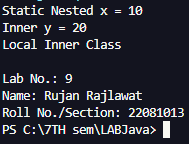 Static Nested x = 10
Inner y = 20
Local Inner Class

Lab No.: 9
Name: Rujan Rajlawat
Roll No./Section: 22081013
PS C:\7TH sem\LABJava>